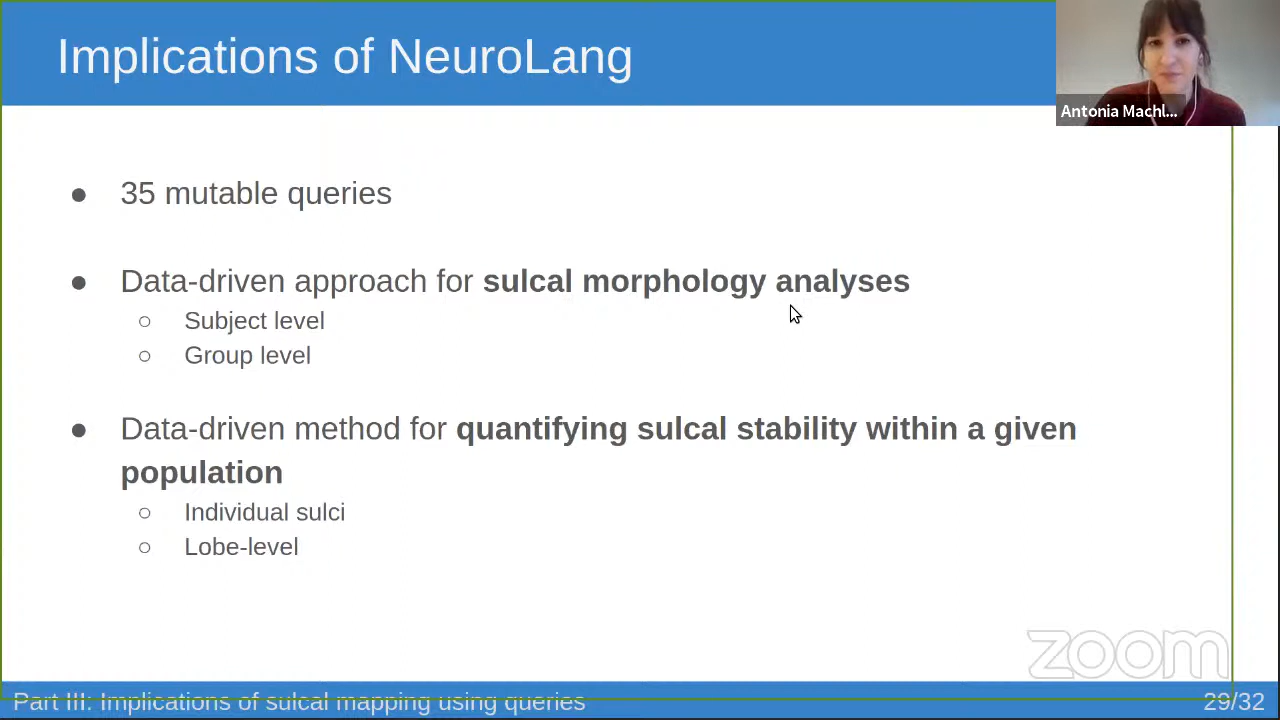 Implications of NeuroLang
Antonia Machl...
● 35 mutable queries
● Data-driven approach for sulcal morphology analyses
○ Subject level
○ Group level
● Data-driven method for quantifying sulcal stability within a given
population
○ Individual sulci
○ Lobe-level
zoom
Part III: Implications of sulcal mapping using queries
29/32